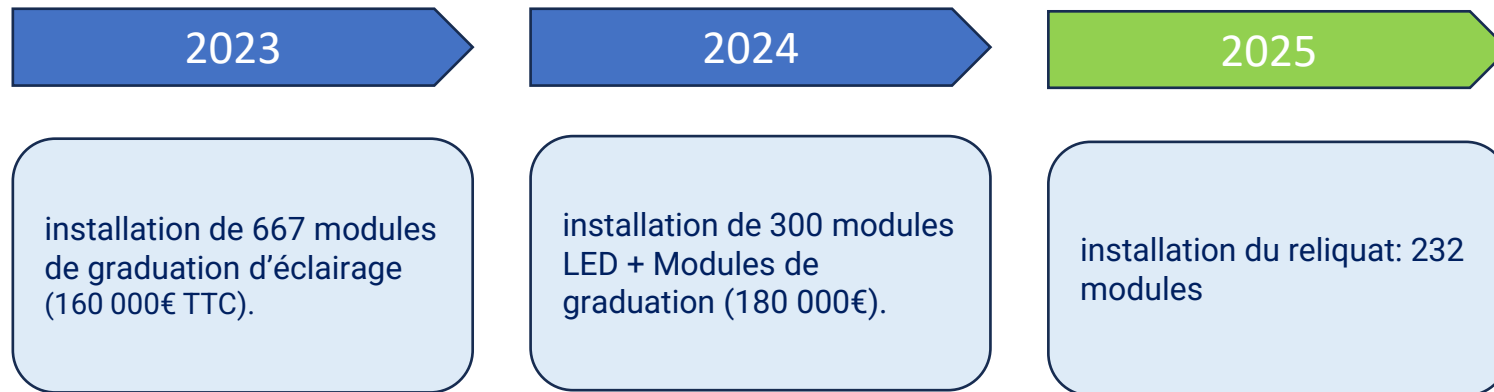 2023
2024
2025
installation de 667 modules
de graduation d’éclairage
(160 000€ TTC).
installation de 300 modules
LED + Modules de
graduation (180 000€).
installation du reliquat: 232
modules